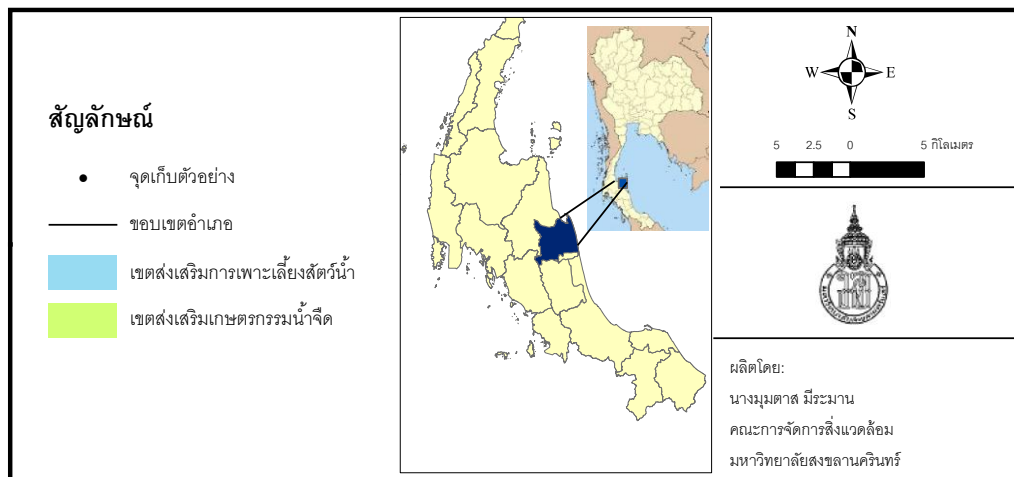 สัญลักษณ์
จุดเก็บตัวอย่าง
ขอบเขตอำเภอ
เขตส่งเสริมการเพาะเลี้ยงสัตว์น้ำ
เขตส่งเสริมเกษตรกรรมน้ำจืด
N
W E
S
5 2.5 0 5 กิโลเมตร
ผลิตโดย:
นางมุมตาส มีระมาน
คณะการจัดการสิ่งแวดล้อม
มหาวิทยาลัยสงขลานครินทร์